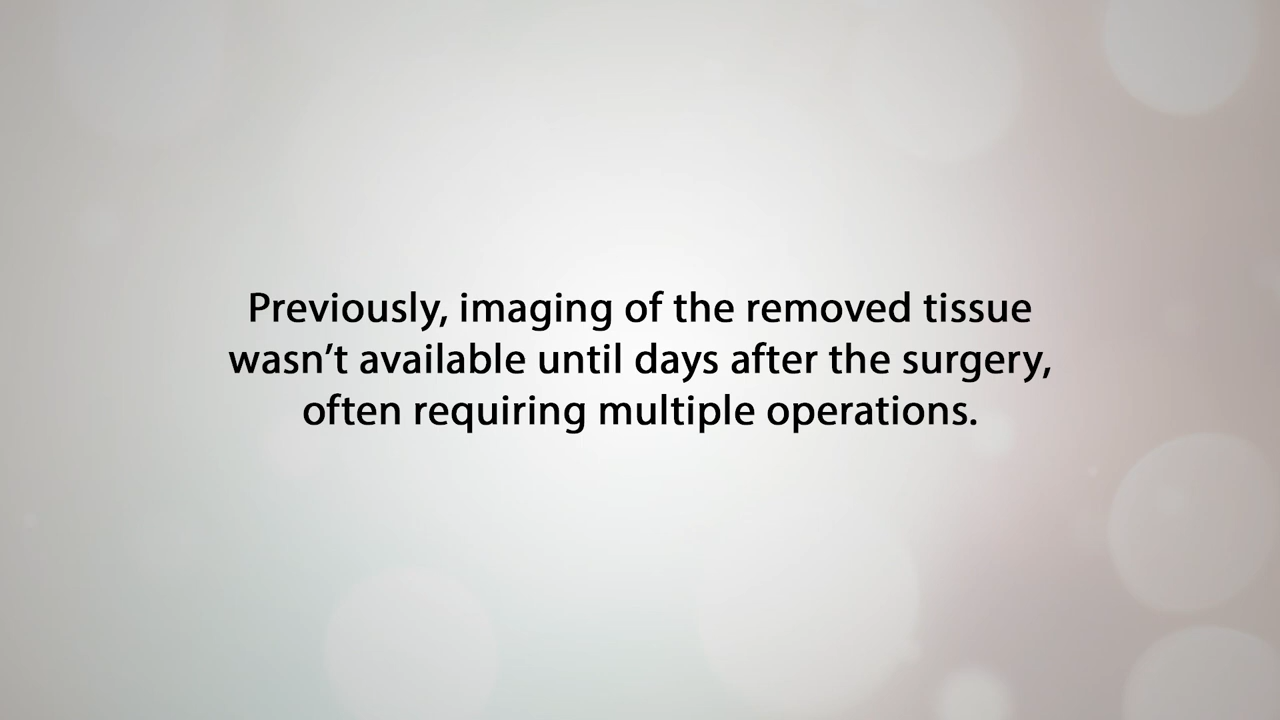 Previously, imaging of the removed tissue
wasn’t available until days after the surgery,
often requiring multiple operations.